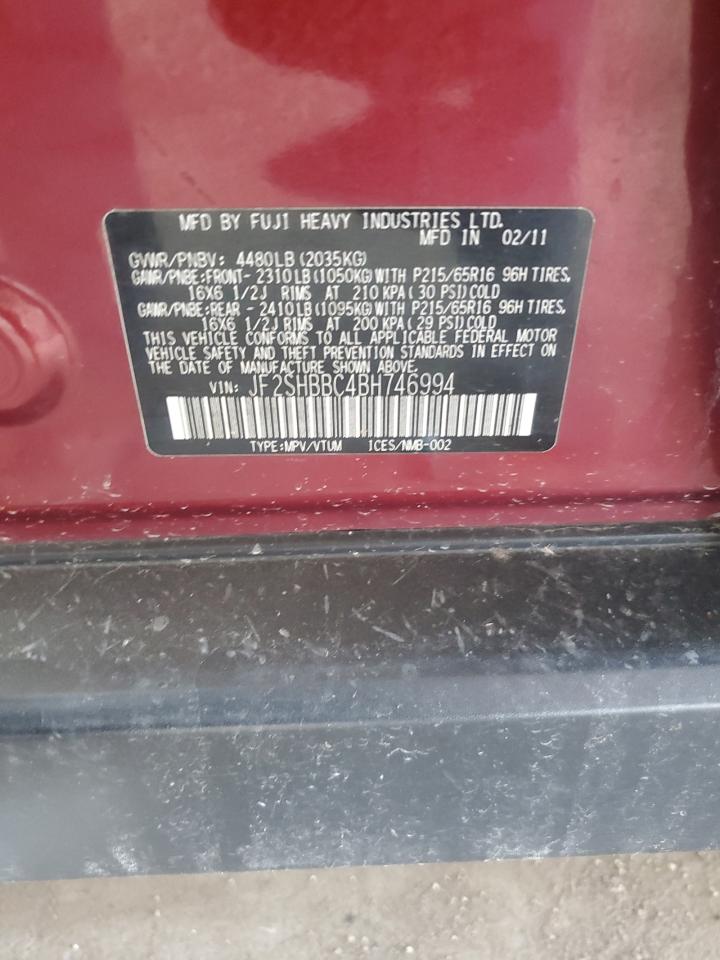 MFD BY FUJI HEAVY INDUSTRIES LTD.
MFD IN 02/11
GVWR/PNBV: 4480LB(2035KG)
GAWR/PNBE:FRONT- 2310LB(1050KG)WITH P215/65R16 96H TIRES,
16X6 1/2J RIMS AT 210 KPA(30 PSI)COLD
GAWR/PNBE:REAR - 2410LB(1095KG)WITH P215/65R16 96H TIRES,
16X6 1/2J RIMS AT 200 KPA(29 PSI)COLD
THIS VEHICLE CONFORMS TO ALL APPLICABLE FEDERAL MOTOR
VEHICLE SAFETY AND THEFT PREVENTION STANDARDS IN EFFECT ON
THE DATE OF MANUFACTURE SHOWN ABOVE.
VIN: JF2SHBBC4BH746994
TYPE:MPV/VTUM ICES/NMB-002